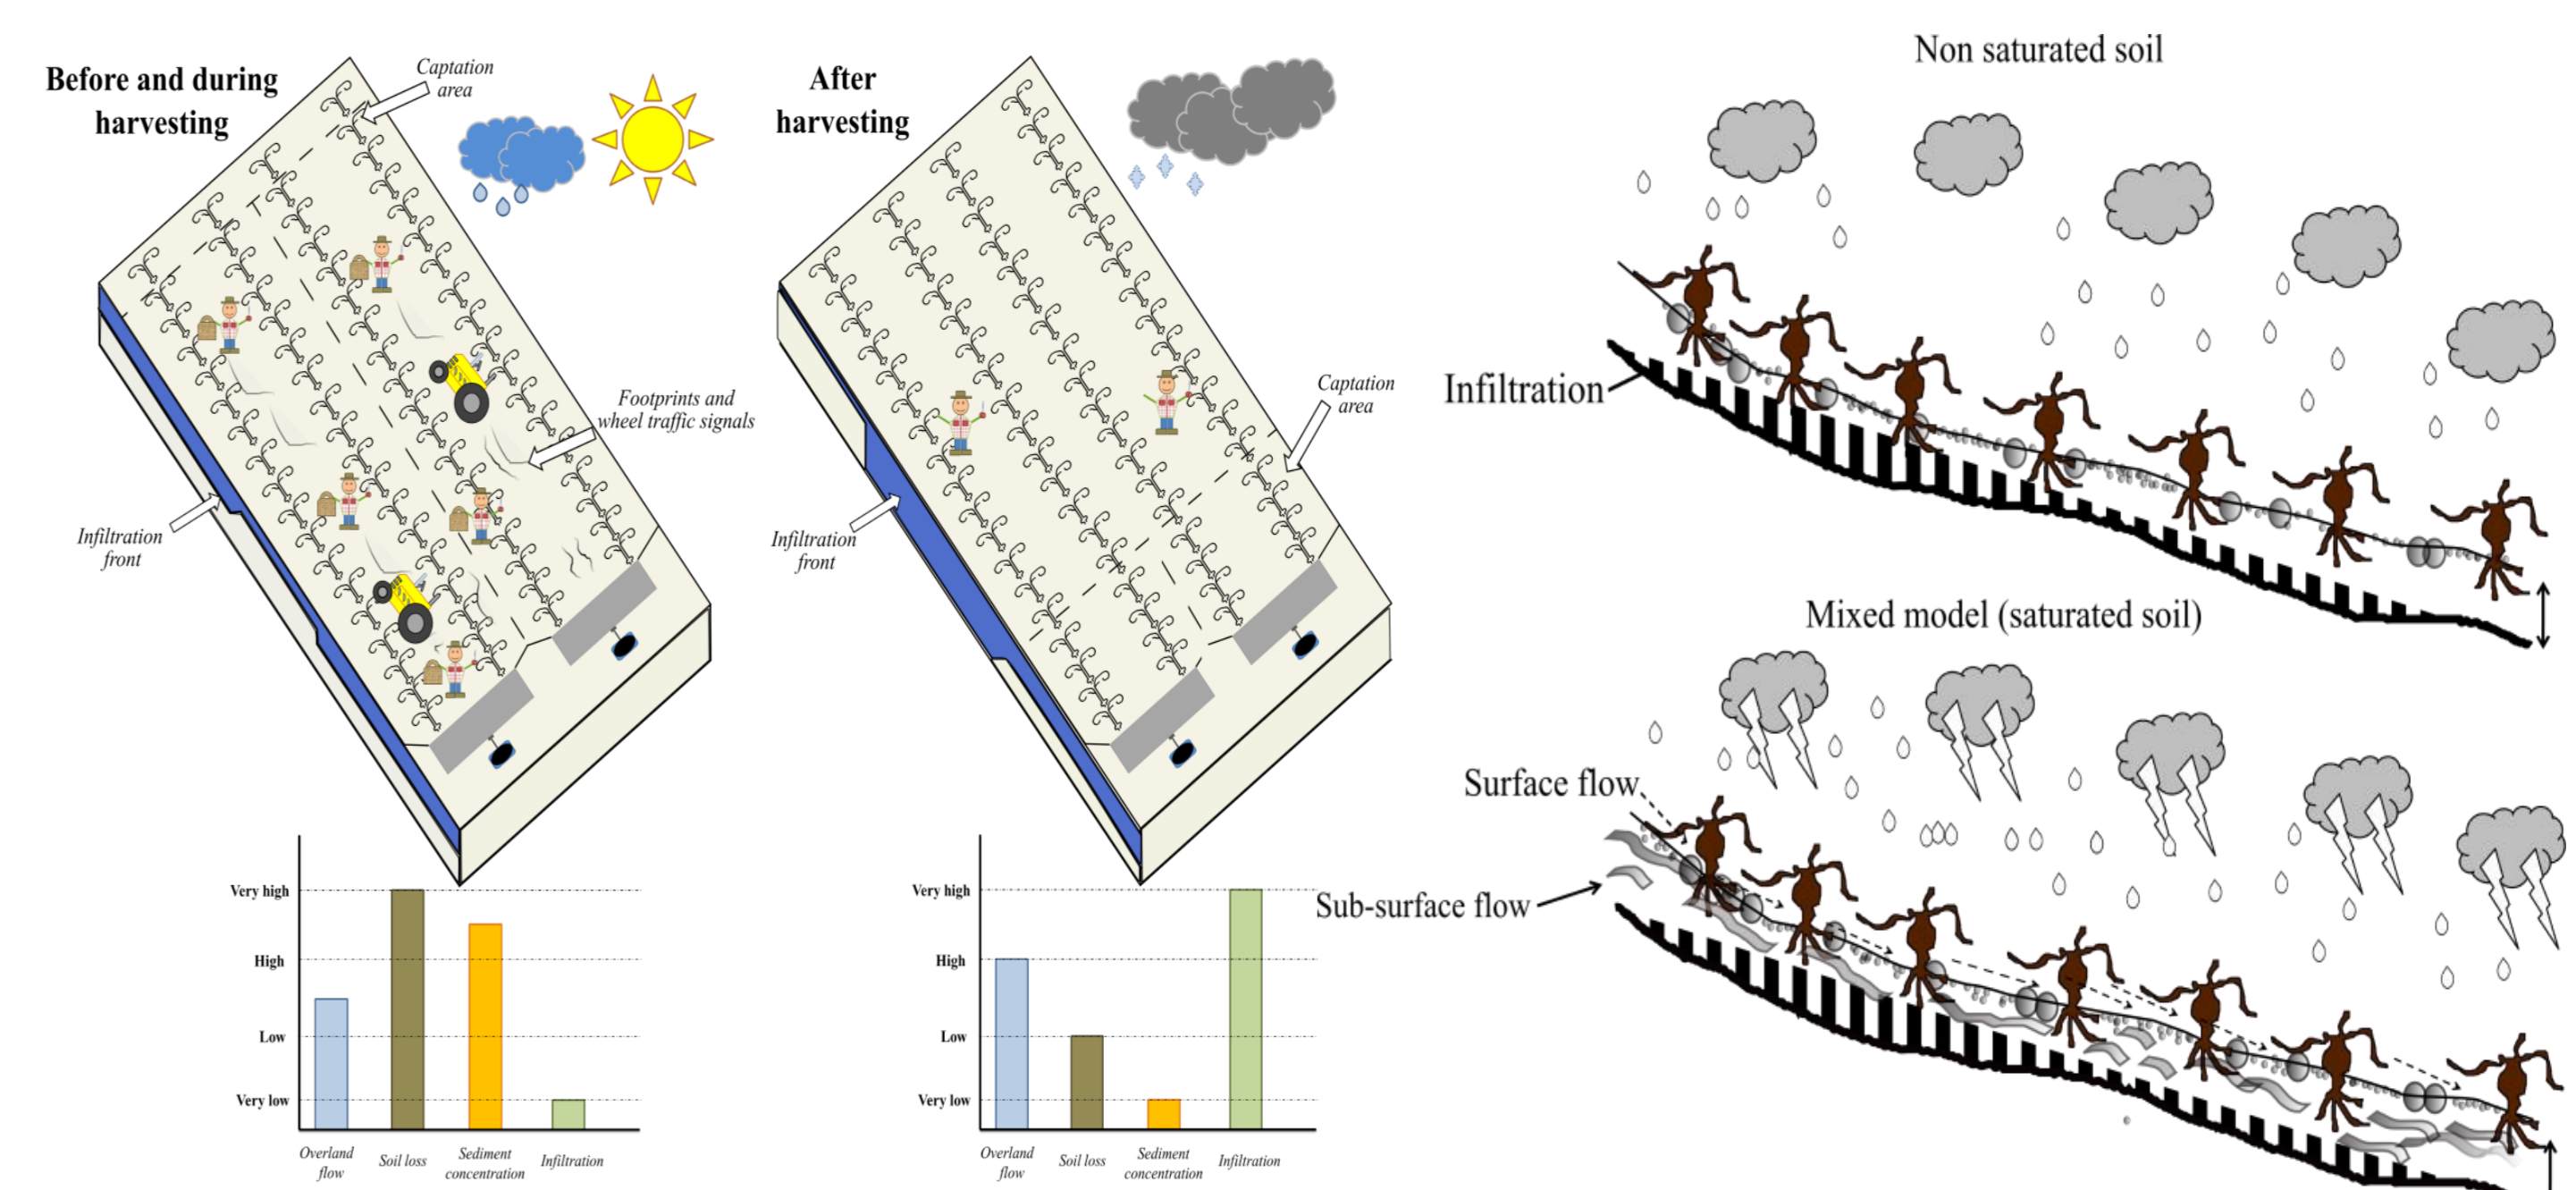 Before and during
harvesting
Captation
area
Footprints and
wheel traffic signals
Infiltration
front
Very high
High
Low
Very low
Overland
flow
Soil loss
Sediment
concentration
Infiltration
After
harvesting
Captation
area
Infiltration
front
Very high
High
Low
Very low
Overland
flow
Soil loss
Sediment
concentration
Infiltration
Non saturated soil
Infiltration
Mixed model (saturated soil)
Surface flow
Sub-surface flow